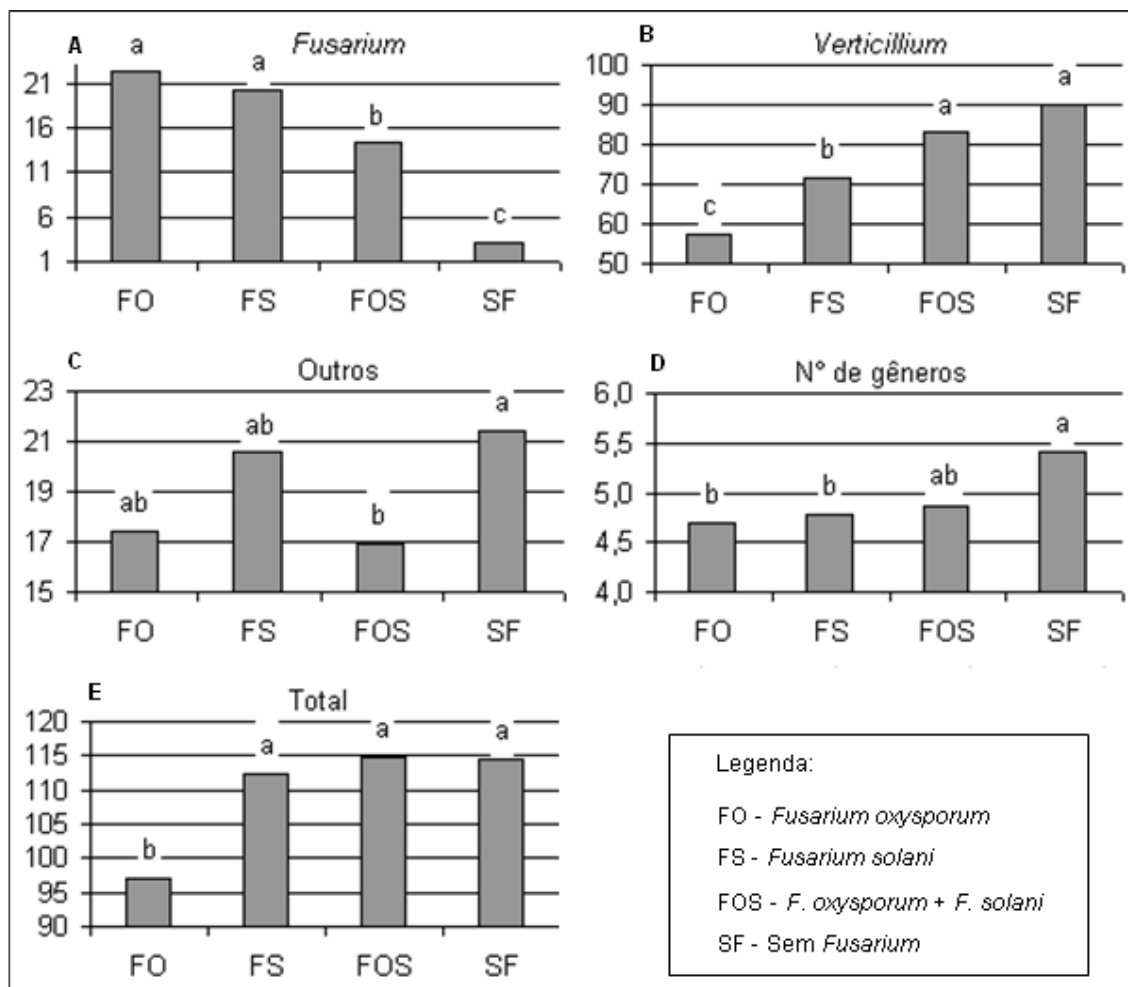 A Fusarium
a
a
b
c
21
16
11
6
1
FO FS FOS SF
B Verticillium
a
a
b
c
100
90
80
70
60
50
FO FS FOS SF
C Outros
a
ab
ab
b
23
21
19
17
15
FO FS FOS SF
D N° de gêneros
a
ab
b b
6,0
5,5
5,0
4,5
4,0
FO FS FOS SF
E Total
a a a
b
120
115
110
105
100
95
90
FO FS FOS SF
Legenda:
FO - Fusarium oxysporum
FS - Fusarium solani
FOS - F. oxysporum + F. solani
SF - Sem Fusarium